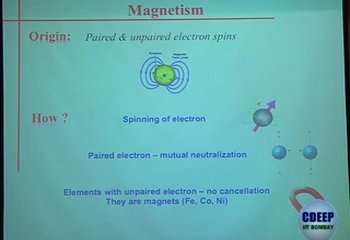 Magnetism
Origin: Paired & unpaired electron spins
How ?
Spinning of electron
Paired electron – mutual neutralization
Elements with unpaired electron – no cancellation
They are magnets (Fe, Co, Ni)
CDEEP
IIT BOMBAY